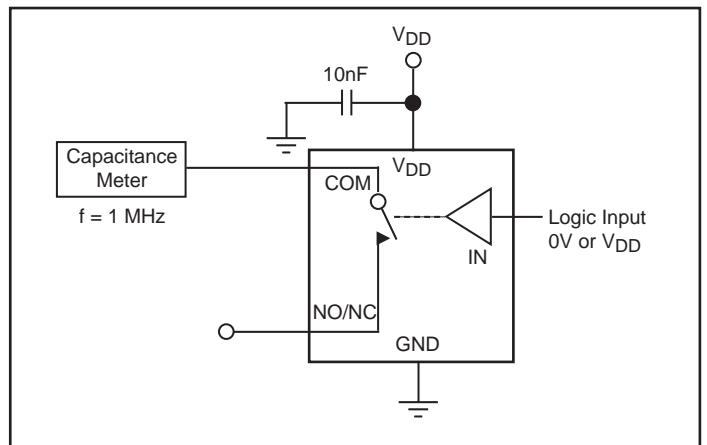 VDD
10nF
Capacitance
Meter
f = 1 MHz
VDD
COM
Logic Input
0V or VDD
IN
NO/NC
GND